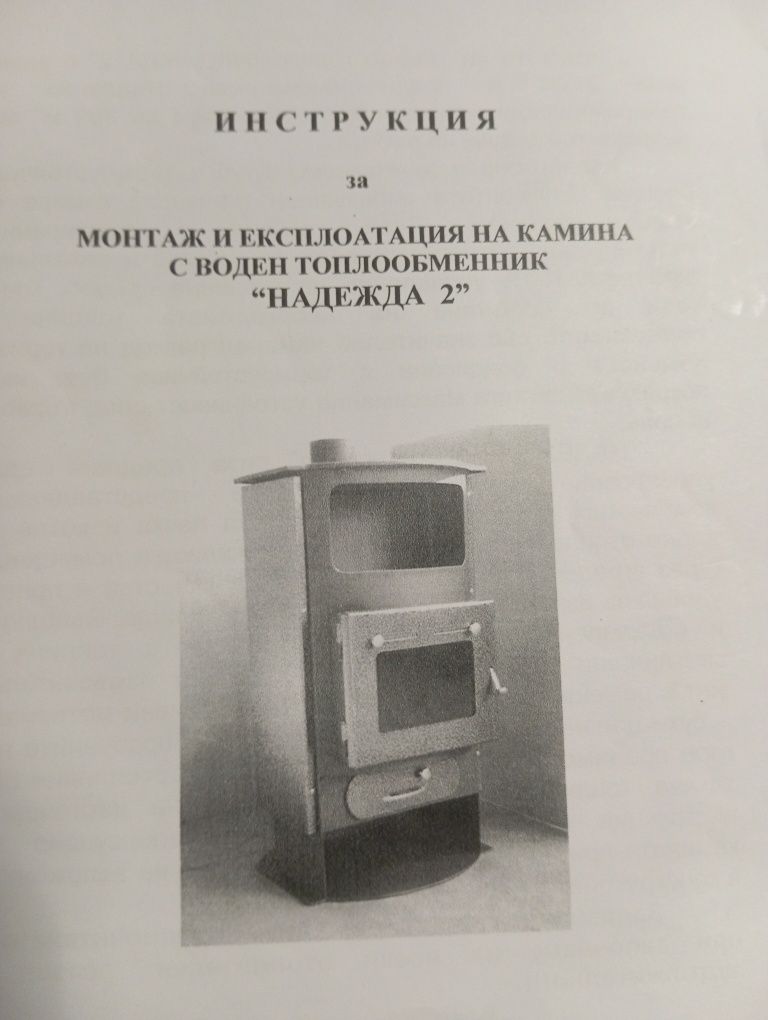 ИНСТРУКЦИЯ
за
МОНТАЖ И ЕКСПЛОАТАЦИЯ НА КАМИНА
С ВОДЕН ТОПЛООБМЕННИК
“НАДЕЖДА 2”